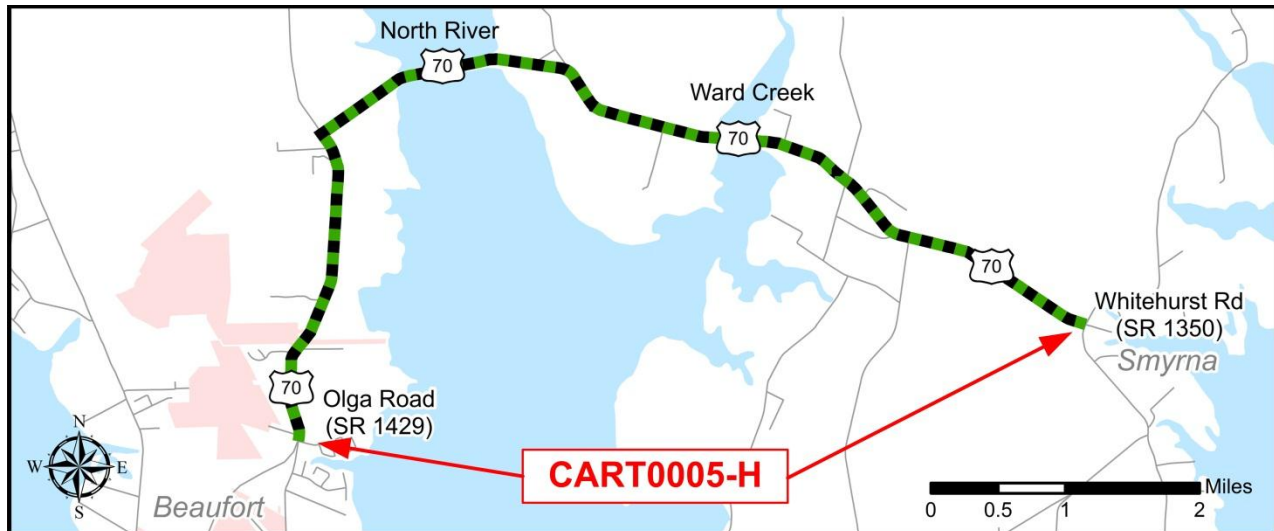 North River
70
Ward Creek
70
70
Whitehurst Rd
(SR 1350)
Smyrna
70
Olga Road
(SR 1429)
CART0005-H
N
W E
S
Beaufort
Miles
0 0.5 1 2